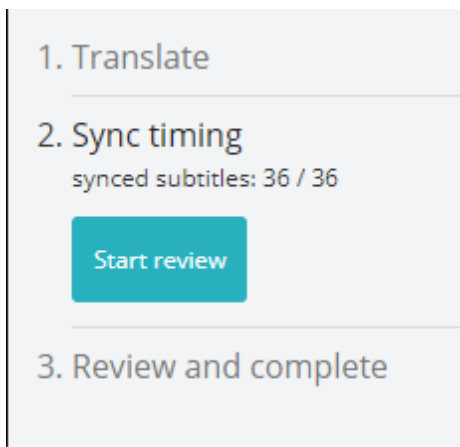 1. Translate
2. Sync timing
synced subtitles: 36 / 36
Start review
3. Review and complete